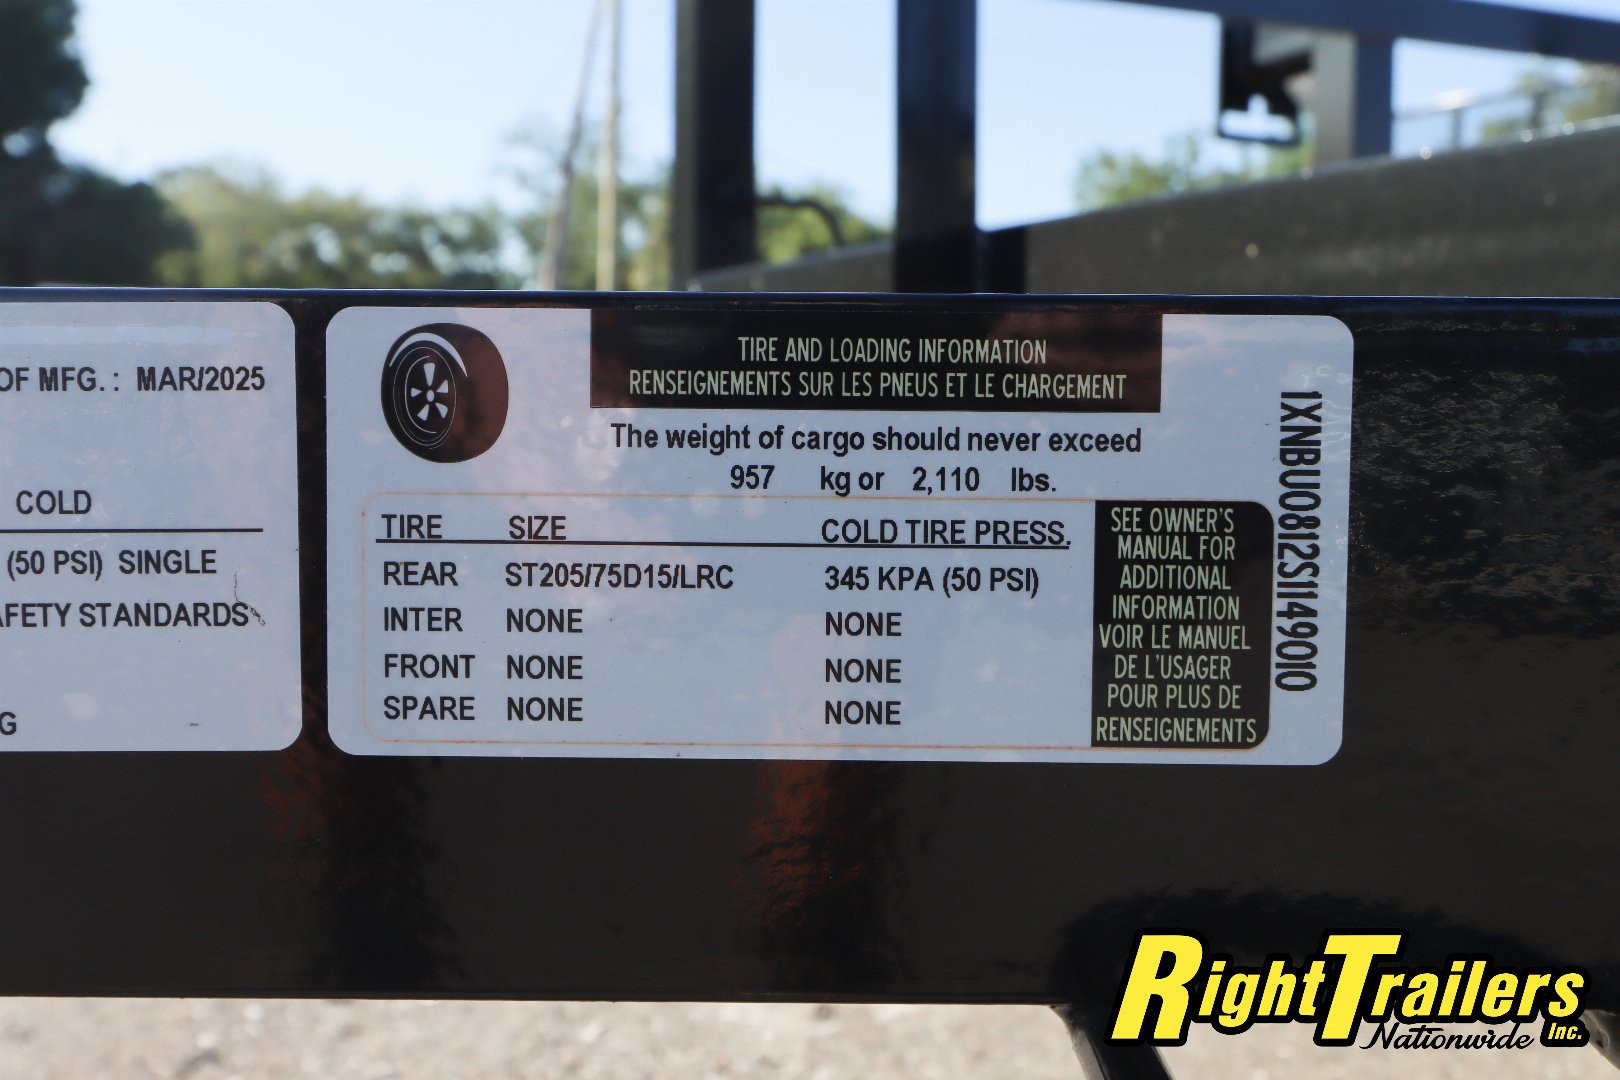 OF MFG. : MAR/2025
COLD
(50 PSI) SINGLE
AFETY STANDARDS
G
TIRE AND LOADING INFORMATION
RENSEIGNEMENTS SUR LES PNEUS ET LE CHARGEMENT
The weight of cargo should never exceed
957 kg or 2,110 lbs.
TIRE SIZE COLD TIRE PRESS.
REAR ST205/75D15/LRC 345 KPA (50 PSI)
INTER NONE NONE
FRONT NONE NONE
SPARE NONE NONE
SEE OWNER'S
MANUAL FOR
ADDITIONAL
INFORMATION
VOIR LE MANUEL
DE L'USAGER
POUR PLUS DE
RENSEIGNEMENTS
1XNBU0812S1149010
RightTrailers
Nationwide Inc.